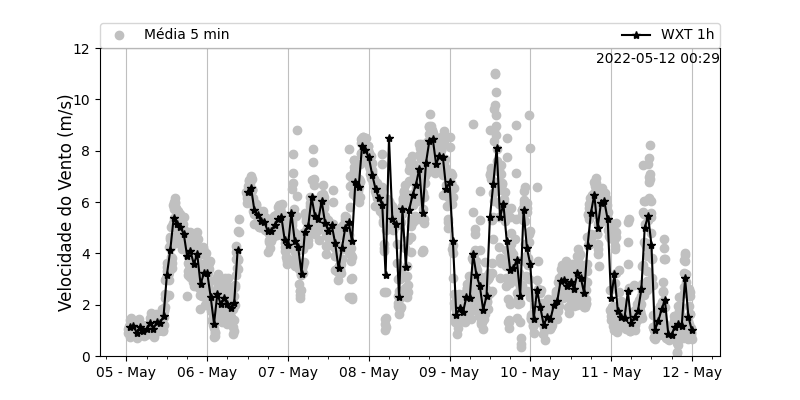 Média 5 min
WXT 1h
2022-05-12 00:29
Velocidade do Vento (m/s)
12
10
8
6
4
2
0
05 - May 06 - May 07 - May 08 - May 09 - May 10 - May 11 - May 12 - May